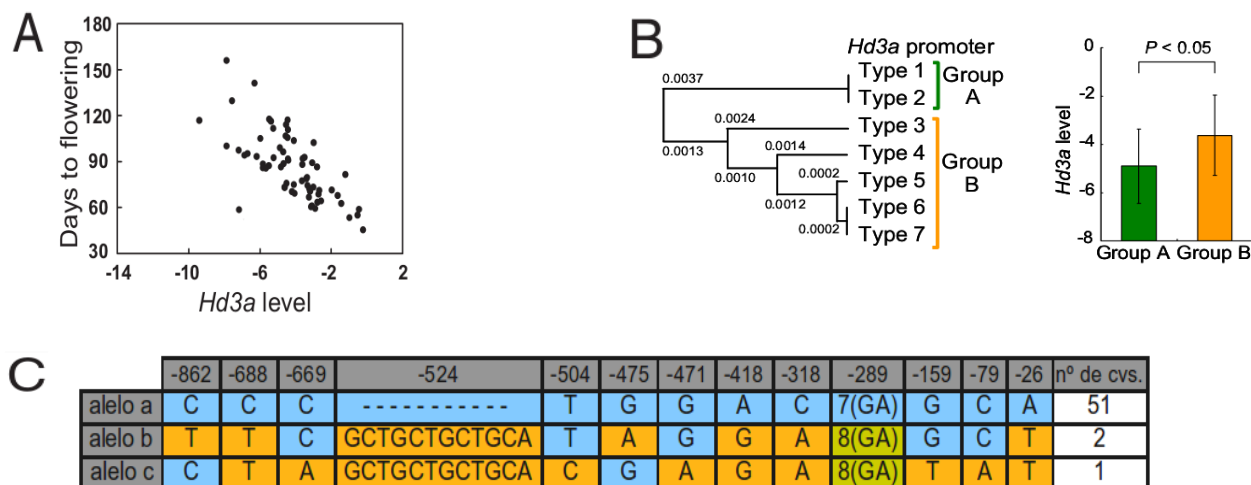 A
180
150
120
90
60
30
Days to flowering
-14 -10 -6 -2 2
Hd3a level
B
Hd3a promoter
0.0037
0.0013
0.0024
0.0010
0.0014
0.0012
0.0002
0.0002
Type 1
Type 2
Type 3
Type 4
Type 5
Type 6
Type 7
Group
A
Group
B
P < 0.05
0
-2
-4
-6
-8
Hd3a level
Group A Group B
C
-862 -688 -669 -524 -504 -475 -471 -418 -318 -289 -159 -79 -26 nº de cvs.
alelo a C C C - - - - - - - - - - - T G G A C 7(GA) G C A 51
alelo b T T C GCTGCTGCTGCA T A G G A 8(GA) G C T 2
alelo c C T A GCTGCTGCTGCA C G A G A 8(GA) T A T 1